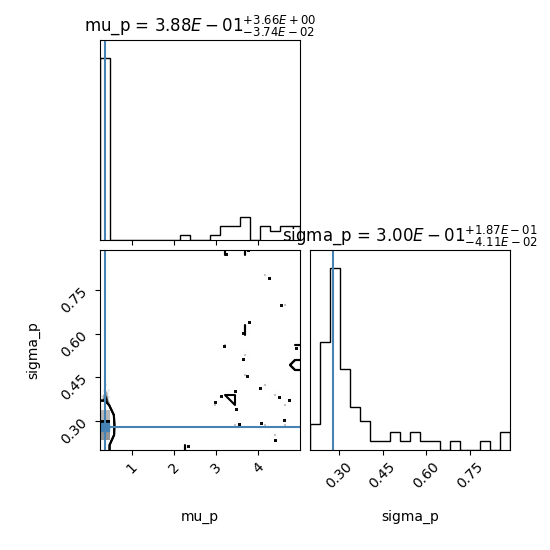 mu_p = 3.88E − 01+3.66E+00−3.74E−02
sigma_p = 3.00E − 01+1.87E−01−4.11E−02
0.75
0.60
0.45
0.30
sigma_p
1
2
3
4
mu_p
0.30
0.45
0.60
0.75
sigma_p